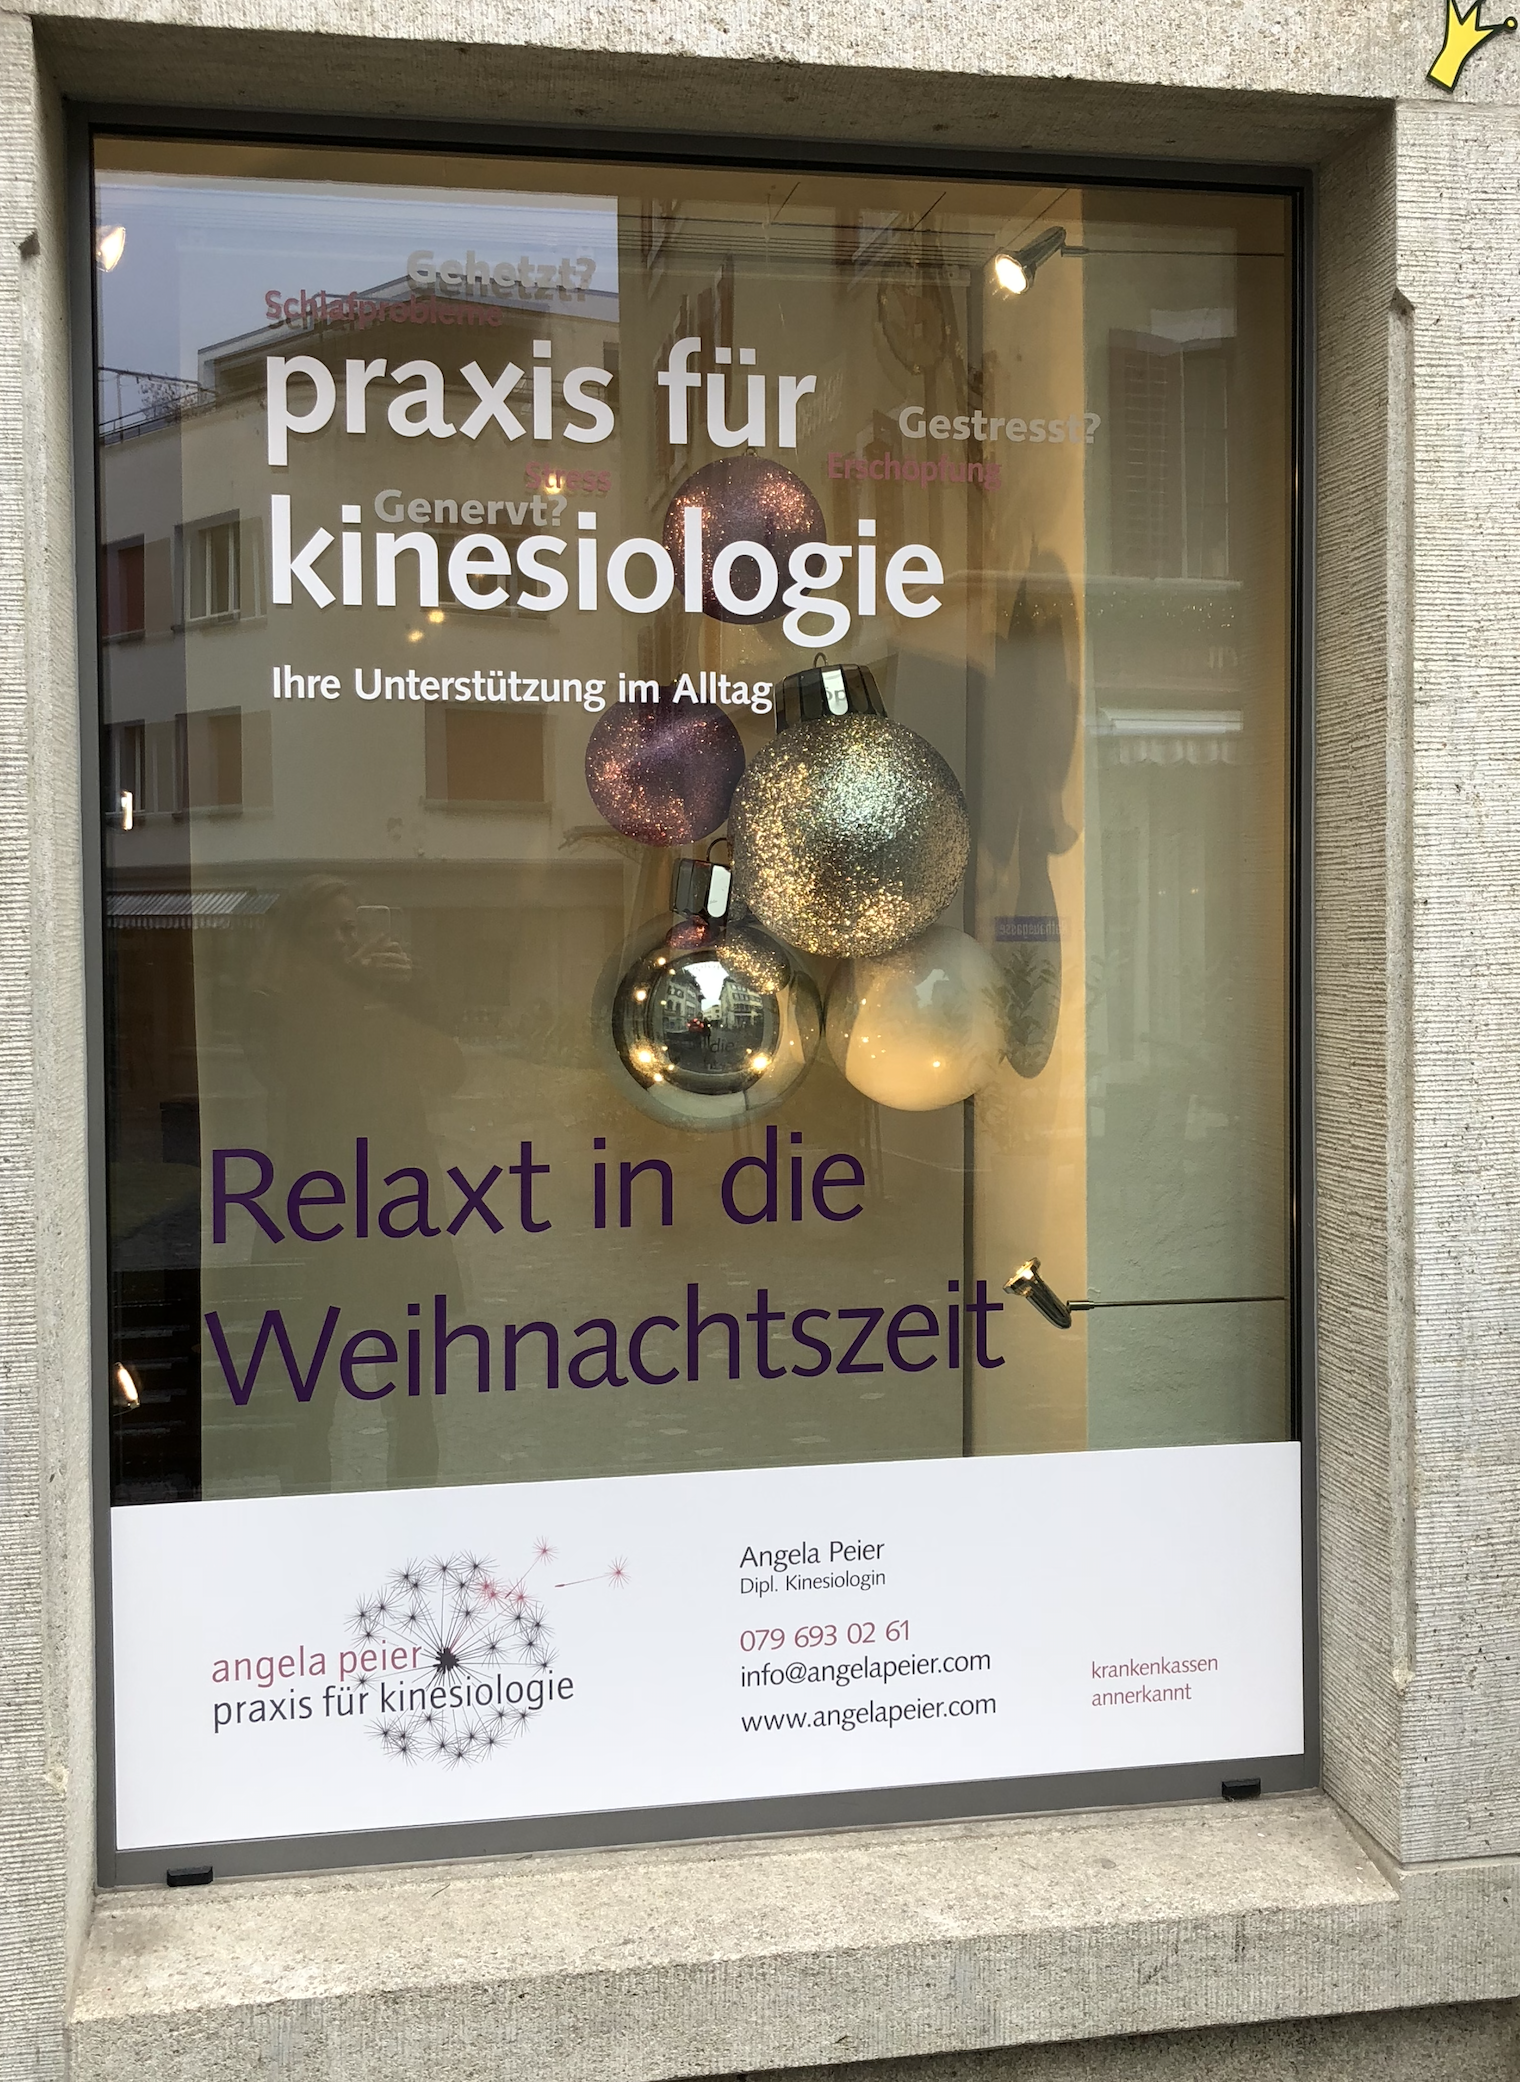 Gehetzt?
Schlafprobleme
praxis für
Gestresst?
Stress
Erschöpfung
Genervt?
kinesiologie
Ihre Unterstützung im Alltag
Relaxt in die
Weihnachtszeit
angela peier
praxis für kinesiologie
Angela Peier
Dipl. Kinesiologin
079 693 02 61
info@angelapeier.com
www.angelapeier.com
krankenkassen
annerkannt